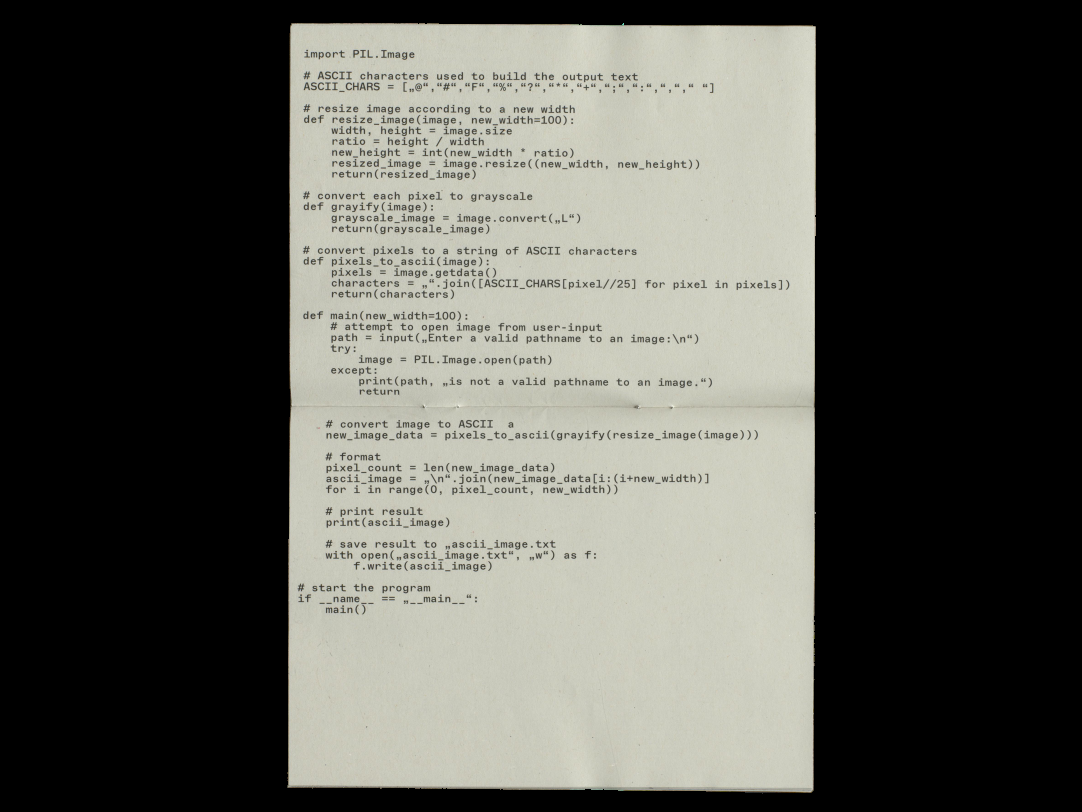 import PIL.Image
# ASCII characters used to build the output text
ASCII_CHARS = [„@“,“#“,“F“,“%“,“?“,“*“,“+“,“;“,“:“,“,“,“ “]
# resize image according to a new width
def resize_image(image, new_width=100):
    width, height = image.size
    ratio = height / width
    new_height = int(new_width * ratio)
    resized_image = image.resize((new_width, new_height))
    return(resized_image)
# convert each pixel to grayscale
def grayify(image):
    grayscale_image = image.convert(„L“)
    return(grayscale_image)
# convert pixels to a string of ASCII characters
def pixels_to_ascii(image):
    pixels = image.getdata()
    characters = „“.join([ASCII_CHARS[pixel//25] for pixel in pixels])
    return(characters)
def main(new_width=100):
    # attempt to open image from user-input
    path = input(„Enter a valid pathname to an image:\n“)
    try:
        image = PIL.Image.open(path)
    except:
        print(path, „is not a valid pathname to an image.“)
        return
    # convert image to ASCII  a
    new_image_data = pixels_to_ascii(grayify(resize_image(image)))
    # format
    pixel_count = len(new_image_data)
    ascii_image = „\n“.join(new_image_data[i:(i+new_width)]
    for i in range(0, pixel_count, new_width))
    # print result
    print(ascii_image)
    # save result to „ascii_image.txt
    with open(„ascii_image.txt“, „w“) as f:
        f.write(ascii_image)
# start the program
if __name__ == „__main__“:
    main()